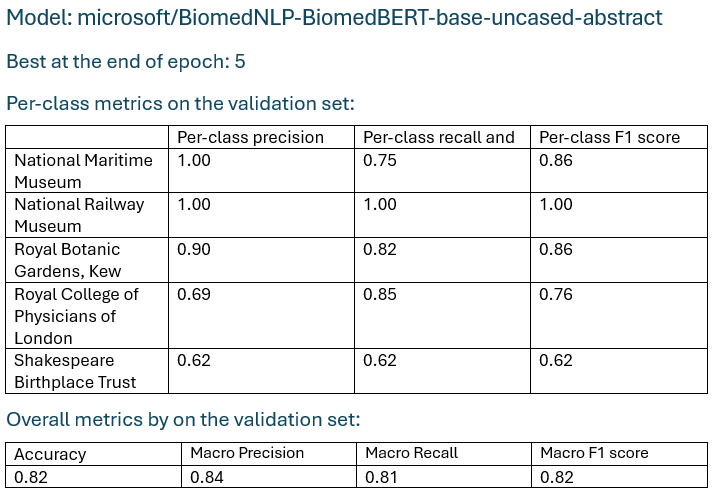 Model: microsoft/BiomedNLP-BiomedBERT-base-uncased-abstract
Best at the end of epoch: 5
Per-class metrics on the validation set:
Per-class precision Per-class recall and Per-class F1 score
National Maritime Museum 1.00 0.75 0.86
National Railway Museum 1.00 1.00 1.00
Royal Botanic Gardens, Kew 0.90 0.82 0.86
Royal College of Physicians of London 0.69 0.85 0.76
Shakespeare Birthplace Trust 0.62 0.62 0.62
Overall metrics by on the validation set:
Accuracy Macro Precision Macro Recall Macro F1 score
0.82 0.84 0.81 0.82